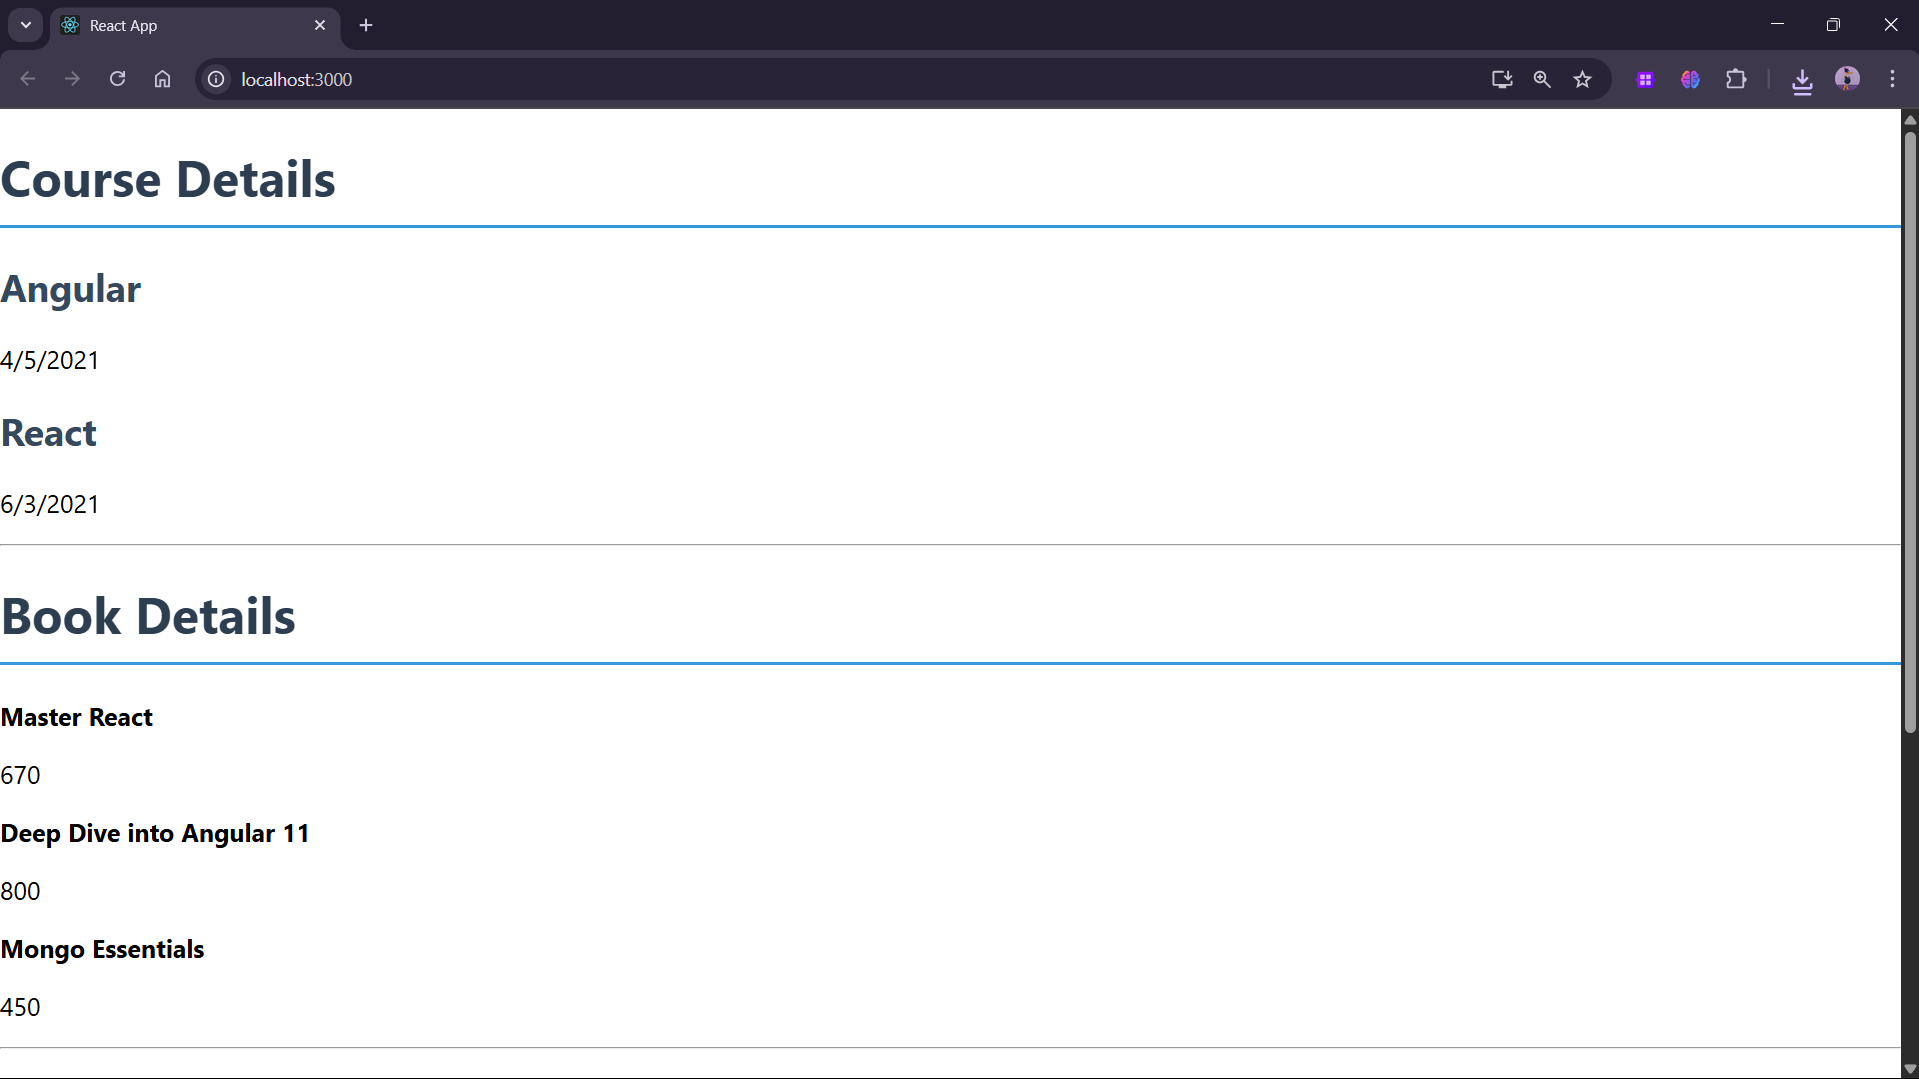 React App
localhost:3000
Course Details
Angular
4/5/2021
React
6/3/2021
Book Details
Master React
670
Deep Dive into Angular 11
800
Mongo Essentials
450